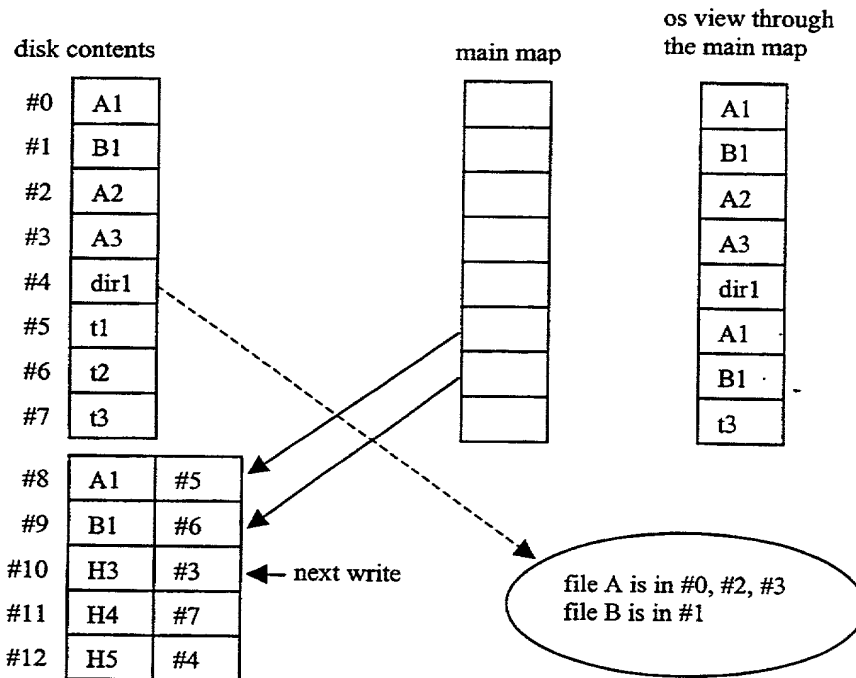 disk contents
main map
os view through
the main map
#0 A1
#1 B1
#2 A2
#3 A3
#4 dir1
#5 t1
#6 t2
#7 t3
#8 A1 #5
#9 B1 #6
#10 H3 #3 next write
#11 H4 #7
#12 H5 #4
A1
B1
A2
A3
dir1
A1
B1
t3
file A is in #0, #2, #3
file B is in #1